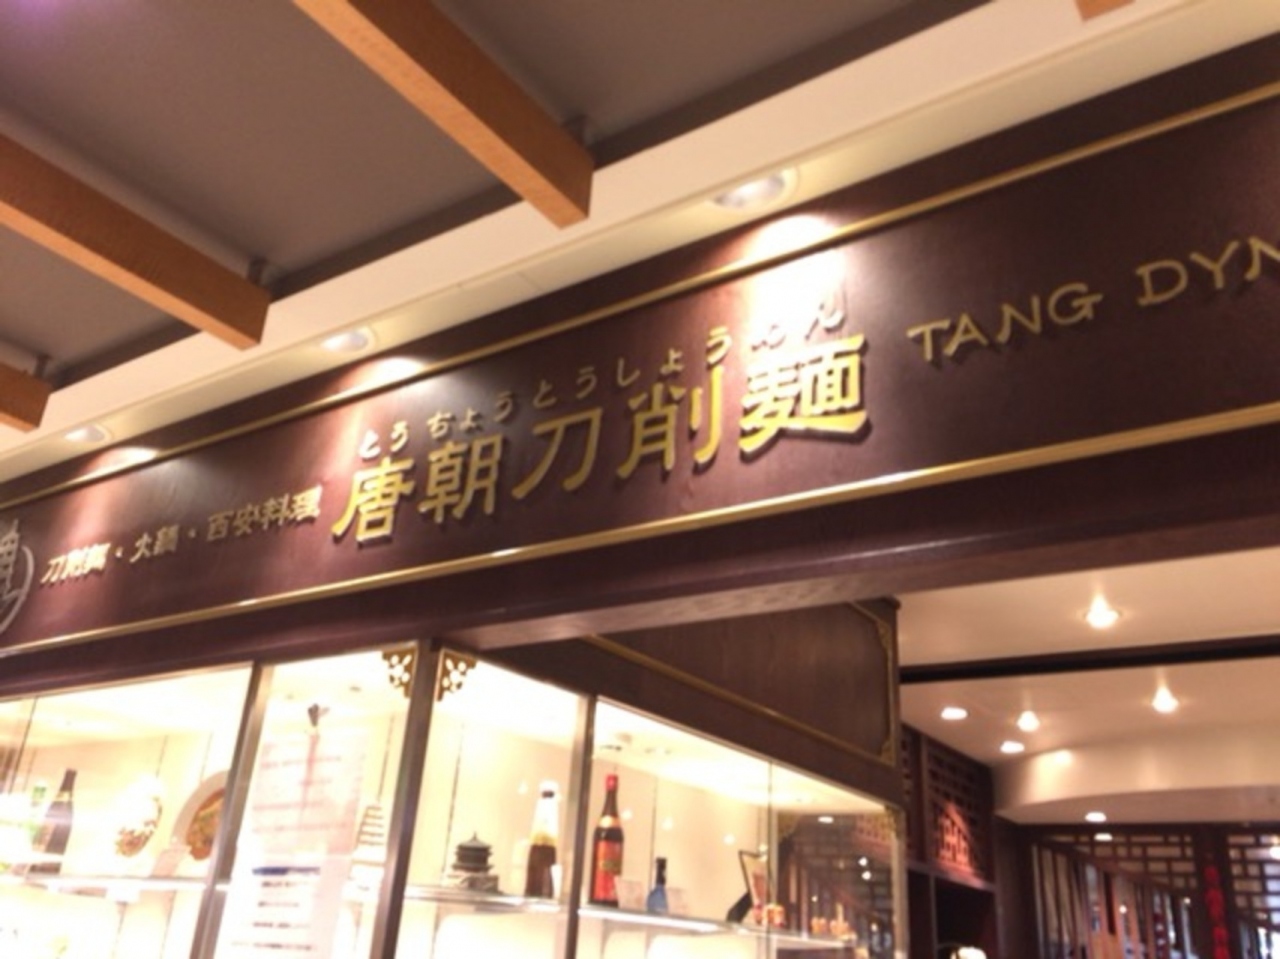 刀削麺・火鍋・西安料理
とうちょうとうしょうめん
唐朝刀削麺
TANG DYN